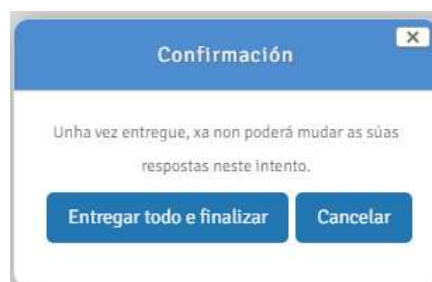 Confirmación
Unha vez entregue, xa non poderá mudar as súas
respostas neste intento.
Entregar todo e finalizar
Cancelar